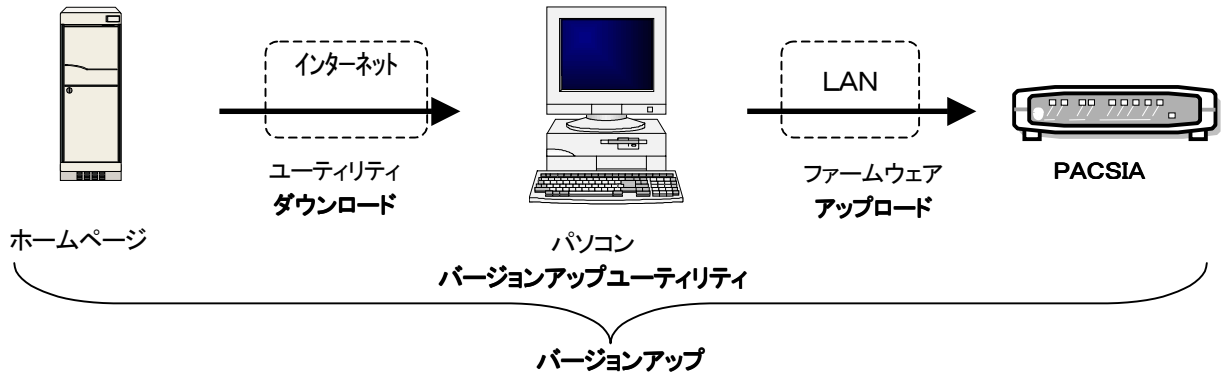 インターネット
ユーティリティ
ダウンロード
LAN
ファームウェア
アップロード
PACSIA
ホームページ
パソコン
バージョンアップユーティリティ
バージョンアップ